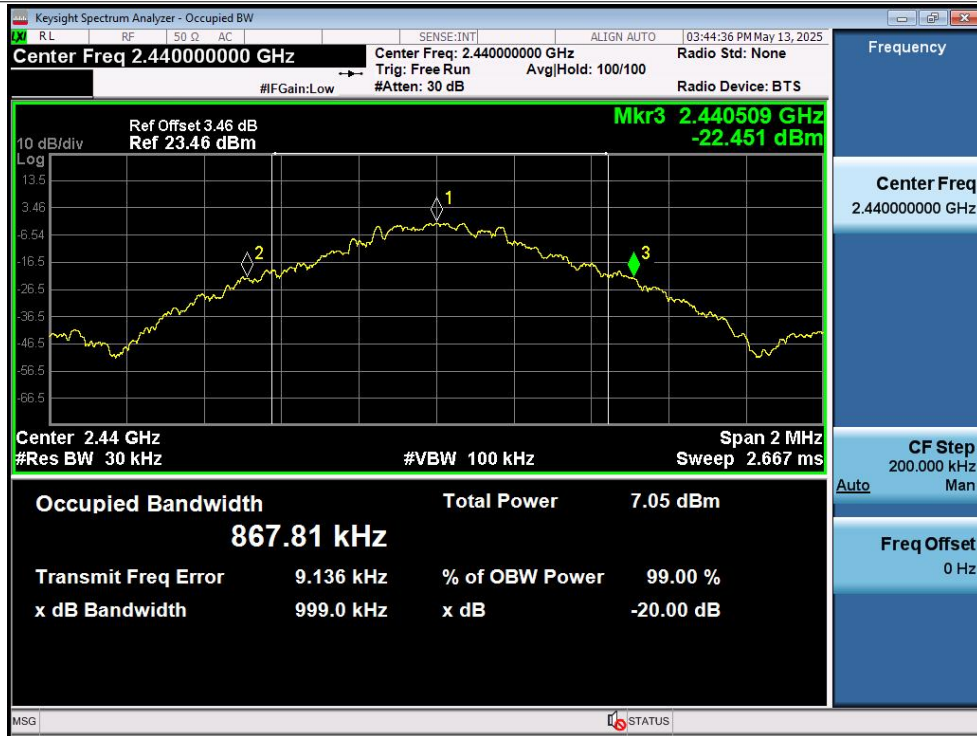 Keysight Spectrum Analyzer - Occupied BW
LXI RL RF 50 Ω AC SENSE:INT ALIGN AUTO 03:44:36 PM May 13, 2025
Center Freq 2.440000000 GHz
Center Freq: 2.440000000 GHz Radio Std: None
Trig: Free Run Avg|Hold: 100/100
#IFGain:Low #Atten: 30 dB Radio Device: BTS
Mkr3 2.440509 GHz
-22.451 dBm
Ref Offset 3.46 dB
10 dB/div Ref 23.46 dBm
Log
13.5
3.46
-6.54
-16.5
-26.5
-36.5
-46.5
-56.5
-66.5
1
2
3
Center 2.44 GHz Span 2 MHz
#Res BW 30 kHz #VBW 100 kHz Sweep 2.667 ms
Occupied Bandwidth Total Power 7.05 dBm
867.81 kHz
Transmit Freq Error 9.136 kHz % of OBW Power 99.00 %
x dB Bandwidth 999.0 kHz x dB -20.00 dB
MSG STATUS
Frequency
Center Freq
2.440000000 GHz
CF Step
200.000 kHz
Auto Man
Freq Offset
0 Hz